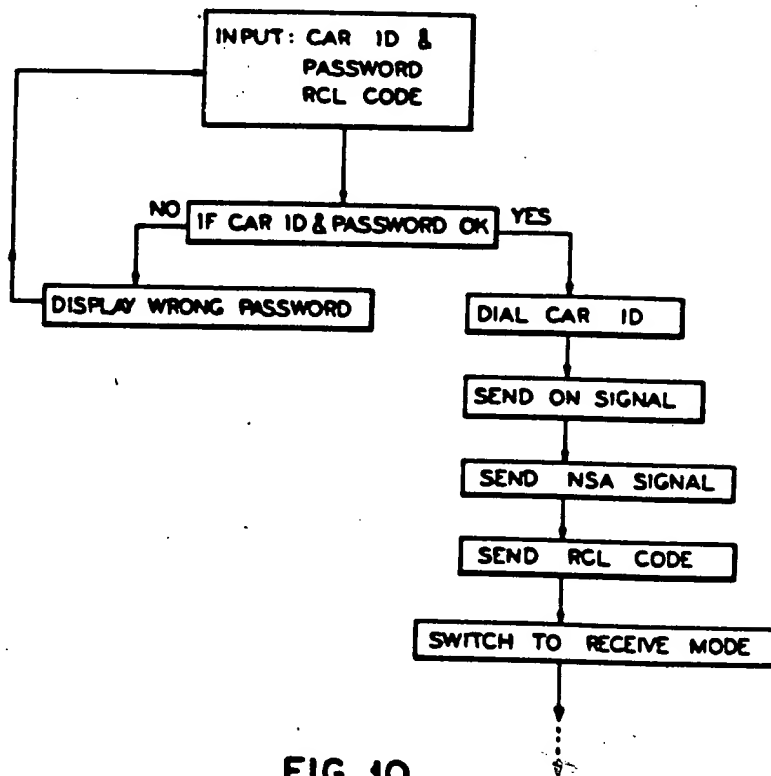 INPUT: CAR ID &
PASSWORD
RCL CODE
NO
IF CAR ID & PASSWORD OK
YES
DISPLAY WRONG PASSWORD
DIAL CAR ID
SEND ON SIGNAL
SEND NSA SIGNAL
SEND RCL CODE
SWITCH TO RECEIVE MODE
FIG. 10